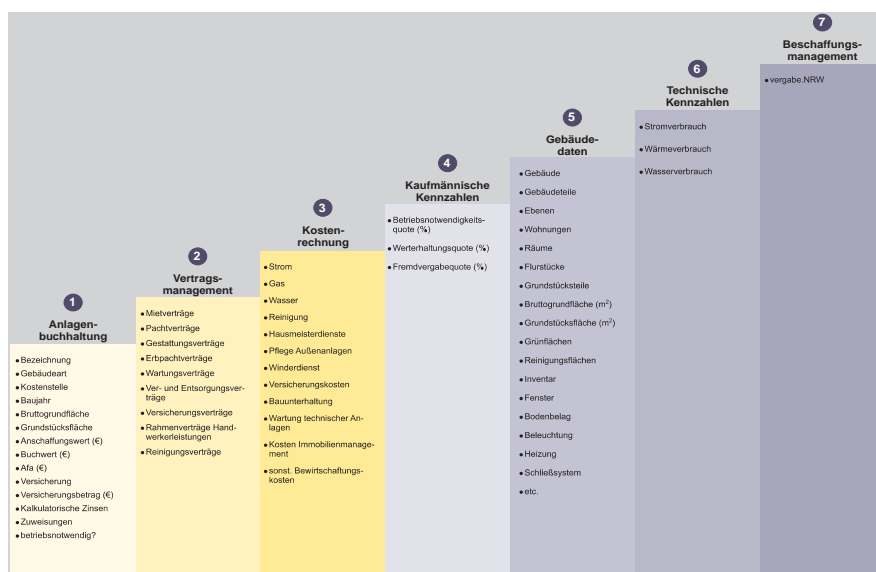 1
Anlagen-
buchhaltung
• Bezeichnung
• Gebäudeart
• Kostenstelle
• Baujahr
• Bruttogrundfläche
• Grundstücksfläche
• Anschaffungswert (€)
• Buchwert (€)
• Afa (€)
• Versicherung
• Versicherungsbetrag (€)
• Kalkulatorische Zinsen
• Zuweisungen
• betriebsnotwendig?
2
Vertrags-
management
• Mietverträge
• Pachtverträge
• Gestattungsverträge
• Erbpachtverträge
• Wartungsverträge
• Ver- und Entsorgungsver-
träge
• Versicherungsverträge
• Rahmenverträge Hand-
werkerleistungen
• Reinigungsverträge
3
Kosten-
rechnung
• Strom
• Gas
• Wasser
• Reinigung
• Hausmeisterdienste
• Pflege Außenanlagen
• Winderdienst
• Versicherungskosten
• Bauunterhaltung
• Wartung technischer An-
lagen
• Kosten Immobilienmanage-
ment
• sonst. Bewirtschaftungs-
kosten
4
Kaufmännische
Kennzahlen
• Betriebsnotwendigkeits-
quote (%)
• Werterhaltungsquote (%)
• Fremdvergabequote (%)
5
Gebäude-
daten
• Gebäude
• Gebäudeteile
• Ebenen
• Wohnungen
• Räume
• Flurstücke
• Grundstücksteile
• Bruttogrundfläche (m²)
• Grundstücksfläche (m²)
• Grünflächen
• Reinigungsflächen
• Inventar
• Fenster
• Bodenbelag
• Beleuchtung
• Heizung
• Schließsystem
• etc.
6
Technische
Kennzahlen
• Stromverbrauch
• Wärmeverbrauch
• Wasserverbrauch
7
Beschaffungs-
management
• vergabe.NRW